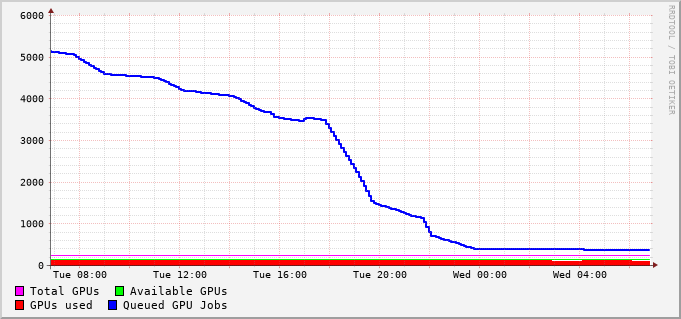 6000
5000
4000
3000
2000
1000
0
Tue 08:00 Tue 12:00 Tue 16:00 Tue 20:00 Wed 00:00 Wed 04:00
Total GPUs Available GPUs
GPUs used Queued GPU Jobs
RRDTOOL / TOBI OETIKER